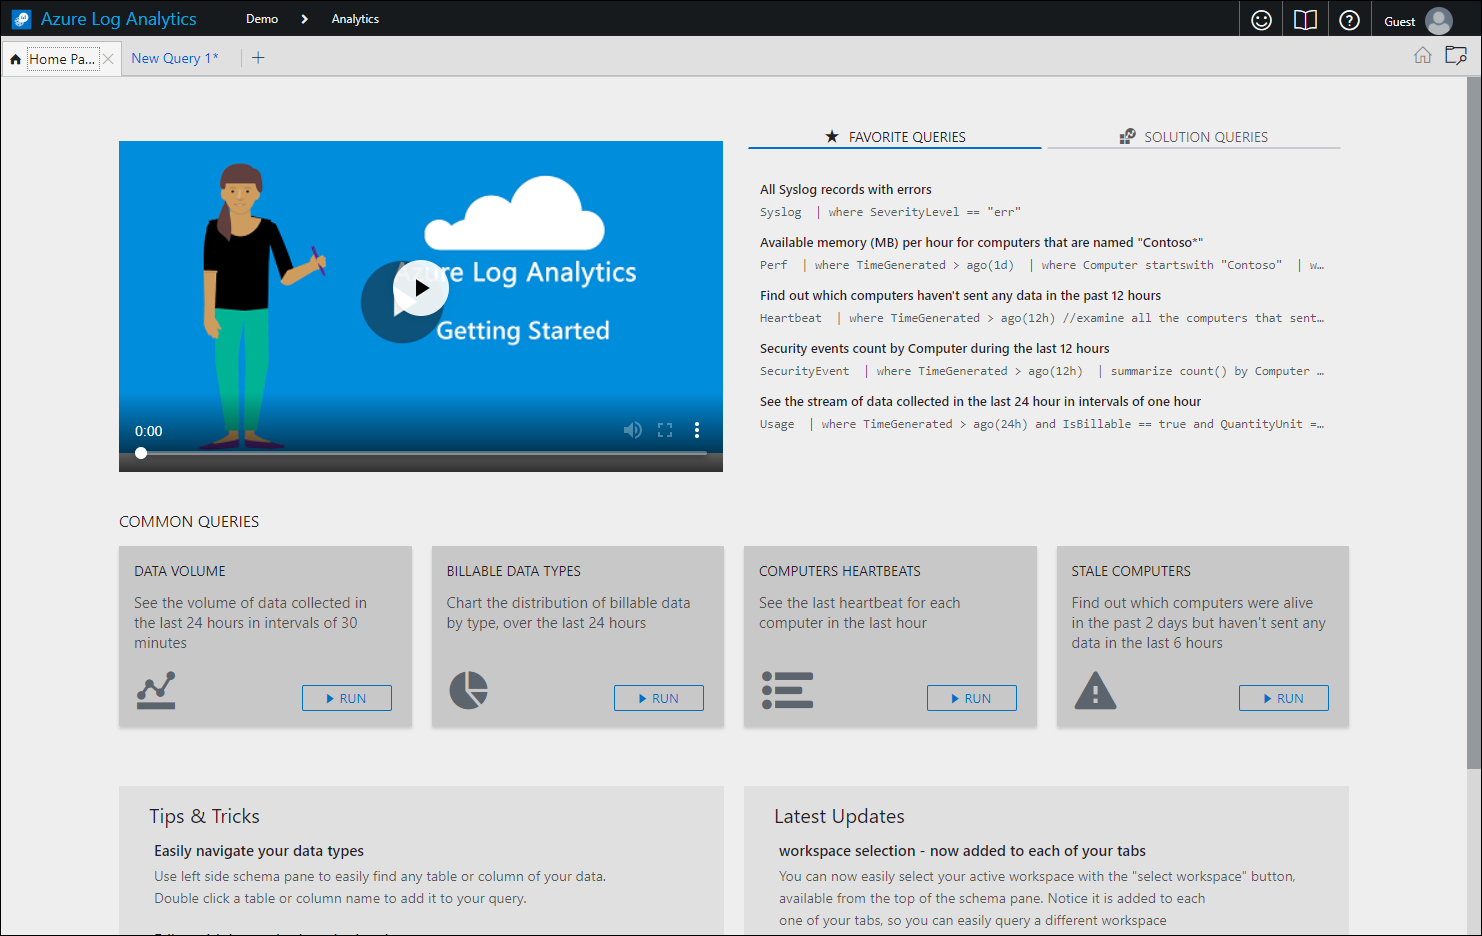 Azure Log Analytics
Demo
Analytics
Guest
Home Pa...
New Query 1*
Azure Log Analytics
Getting Started
0:00
FAVORITE QUERIES
SOLUTION QUERIES
All Syslog records with errors
Syslog | where SeverityLevel == "err"
Available memory (MB) per hour for computers that are named "Contoso*"
Perf | where TimeGenerated > ago(1d) | where Computer startswith "Contoso" | w…
Find out which computers haven't sent any data in the past 12 hours
Heartbeat | where TimeGenerated > ago(12h) //examine all the computers that sent…
Security events count by Computer during the last 12 hours
SecurityEvent | where TimeGenerated > ago(12h) | summarize count() by Computer …
See the stream of data collected in the last 24 hour in intervals of one hour
Usage | where TimeGenerated > ago(24h) and IsBillable == true and QuantityUnit =…
COMMON QUERIES
DATA VOLUME
See the volume of data collected in
the last 24 hours in intervals of 30
minutes
RUN
BILLABLE DATA TYPES
Chart the distribution of billable data
by type, over the last 24 hours
RUN
COMPUTERS HEARTBEATS
See the last heartbeat for each
computer in the last hour
RUN
STALE COMPUTERS
Find out which computers were alive
in the past 2 days but haven't sent any
data in the last 6 hours
RUN
Tips & Tricks
Easily navigate your data types
Use left side schema pane to easily find any table or column of your data.
Double click a table or column name to add it to your query.
Latest Updates
workspace selection - now added to each of your tabs
You can now easily select your active workspace with the "select workspace" button,
available from the top of the schema pane. Notice it is added to each
one of your tabs, so you can easily query a different workspace